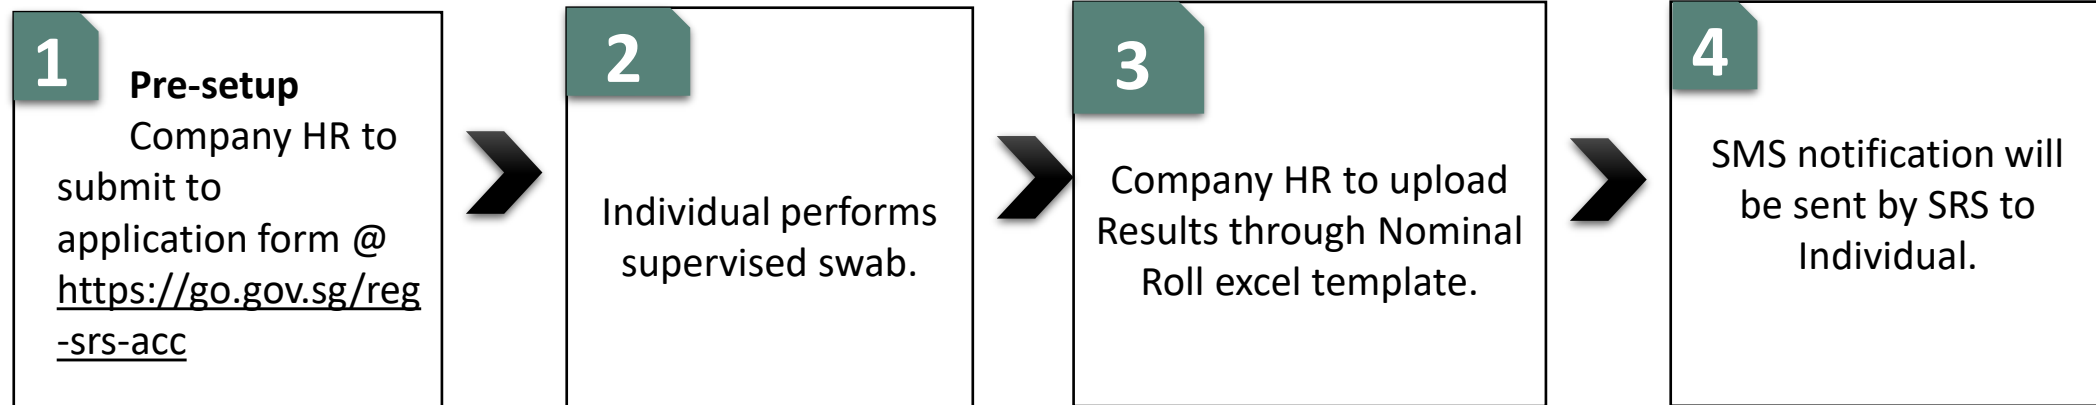 1
Pre-setup
Company HR to
submit to
application form @
https://go.gov.sg/reg
-srs-acc
2
Individual performs
supervised swab.
3
Company HR to upload
Results through Nominal
Roll excel template.
4
SMS notification will
be sent by SRS to
Individual.